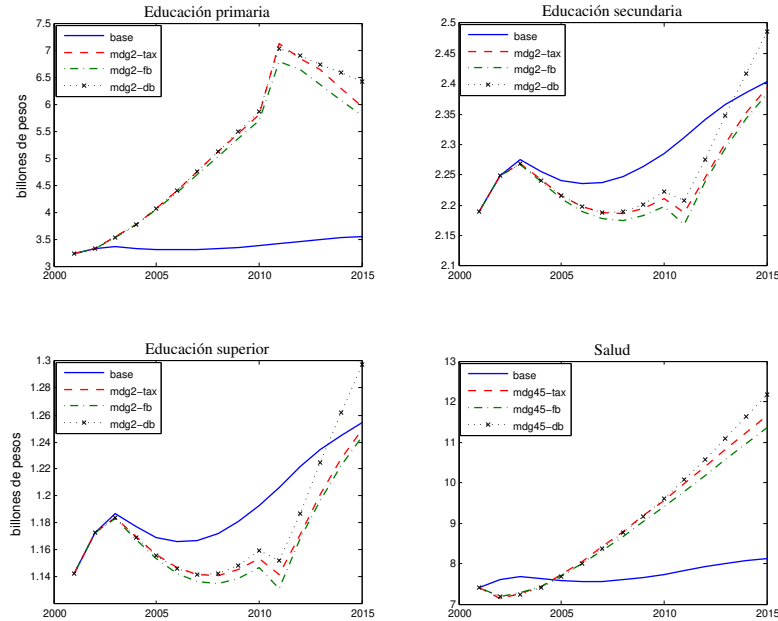 Educación primaria
billones de pesos
7.5
7
6.5
6
5.5
5
4.5
4
3.5
3
2000
2005
2010
2015
base
mdg2-tax
mdg2-fb
mdg2-db
Educación secundaria
2.5
2.45
2.4
2.35
2.3
2.25
2.2
2.15
2.1
2000
2005
2010
2015
base
mdg2-tax
mdg2-fb
mdg2-db
Educación superior
billones de pesos
1.3
1.26
1.24
1.2
1.18
1.16
1.14
2000
2005
2010
2015
base
mdg2-tax
mdg2-fb
mdg2-db
Salud
13
12
11
10
9
8
7
2000
2005
2010
2015
base
mdg45-tax
mdg45-fb
mdg45-db